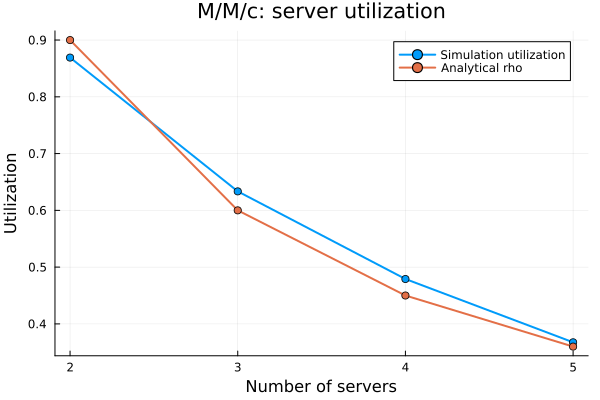 M/M/c: server utilization
Simulation utilization
Analytical rho
0.9
0.8
0.7
0.6
0.5
0.4
Utilization
2 3 4 5
Number of servers